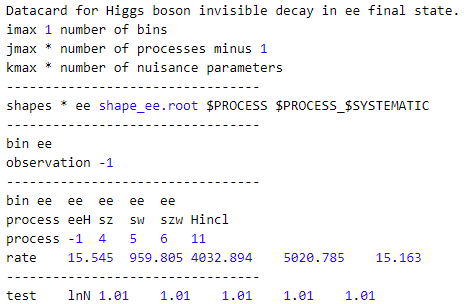 Datacard for Higgs boson invisible decay in ee final state.
imax 1 number of bins
jmax * number of processes minus 1
kmax * number of nuisance parameters
--------------------------------
shapes * ee shape_ee.root $PROCESS $PROCESS_$SYSTEMATIC
--------------------------------
bin ee
observation -1
--------------------------------
bin ee ee ee ee ee
process eeH sz sw szw Hincl
process -1 4 5 6 11
rate 15.545 959.805 4032.894 5020.785 15.163
--------------------------------
test lnN 1.01 1.01 1.01 1.01 1.01